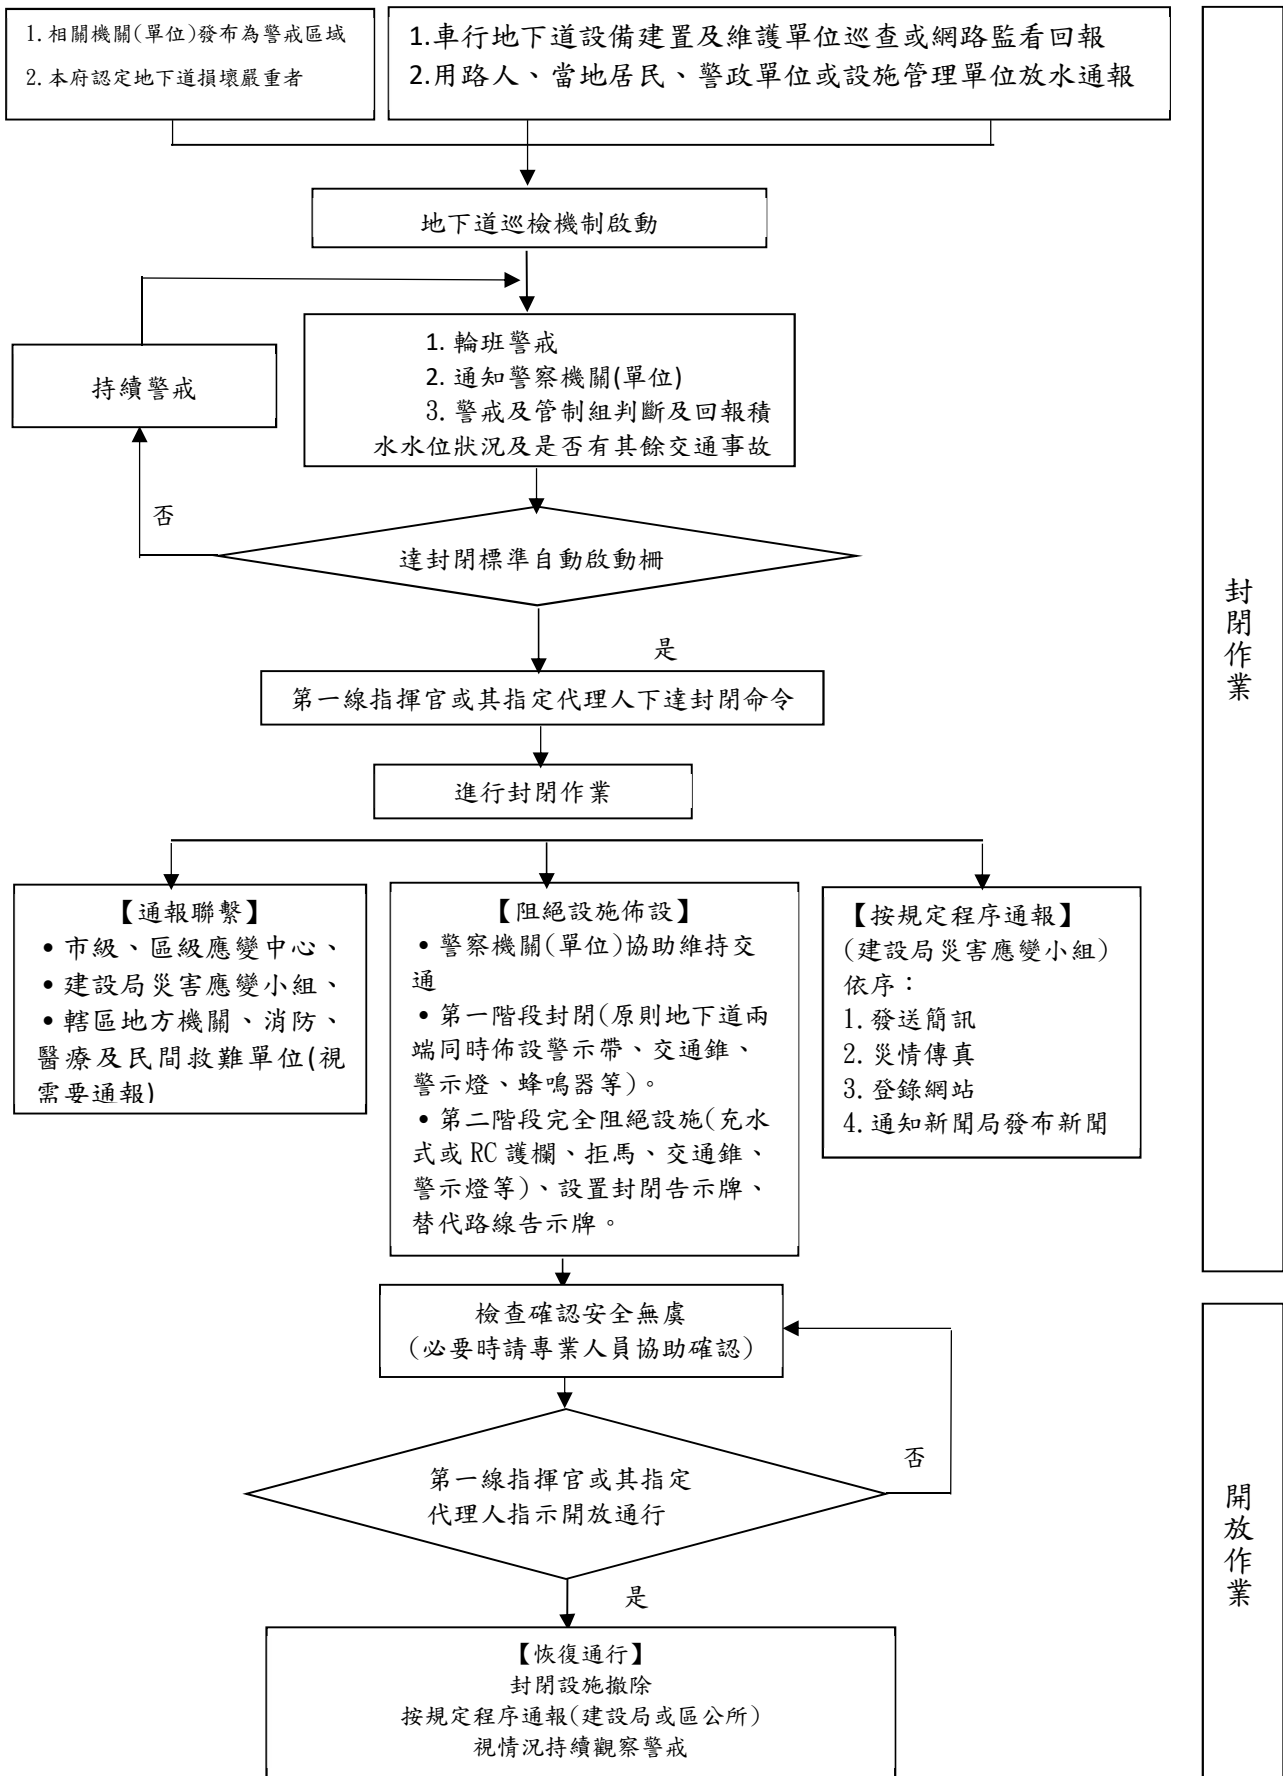 1.相關機關(單位)發布為警戒區域
2.本府認定地下道損壞嚴重者
1.車行地下道設備建置及維護單位巡查或網路監看回報
2.用路人、當地居民、警政單位或設施管理單位放水通報
地下道巡檢機制啟動
持續警戒
1. 輪班警戒
2. 通知警察機關(單位)
3. 警戒及管制組判斷及回報積
水水位狀況及是否有其餘交通事故
否
達封閉標準自動啟動柵
是
第一線指揮官或其指定代理人下達封閉命令
進行封閉作業
【通報聯繫】
• 市級、區級應變中心、
• 建設局災害應變小組、
• 轄區地方機關、消防、
醫療及民間救難單位(視
需要通報)
【阻絕設施佈設】
• 警察機關(單位)協助維持交
通
• 第一階段封閉(原則地下道兩
端同時佈設警示帶、交通錐、
警示燈、蜂鳴器等)。
• 第二階段完全阻絕設施(充水
式或 RC 護欄、拒馬、交通錐、
警示燈等)、設置封閉告示牌、
替代路線告示牌。
【按規定程序通報】
(建設局災害應變小組)
依序：
1.發送簡訊
2.災情傳真
3.登錄網站
4.通知新聞局發布新聞
封閉作業
檢查確認安全無虞
(必要時請專業人員協助確認)
否
第一線指揮官或其指定
代理人指示開放通行
是
【恢復通行】
封閉設施撤除
按規定程序通報(建設局或區公所)
視情況持續觀察警戒
開放作業